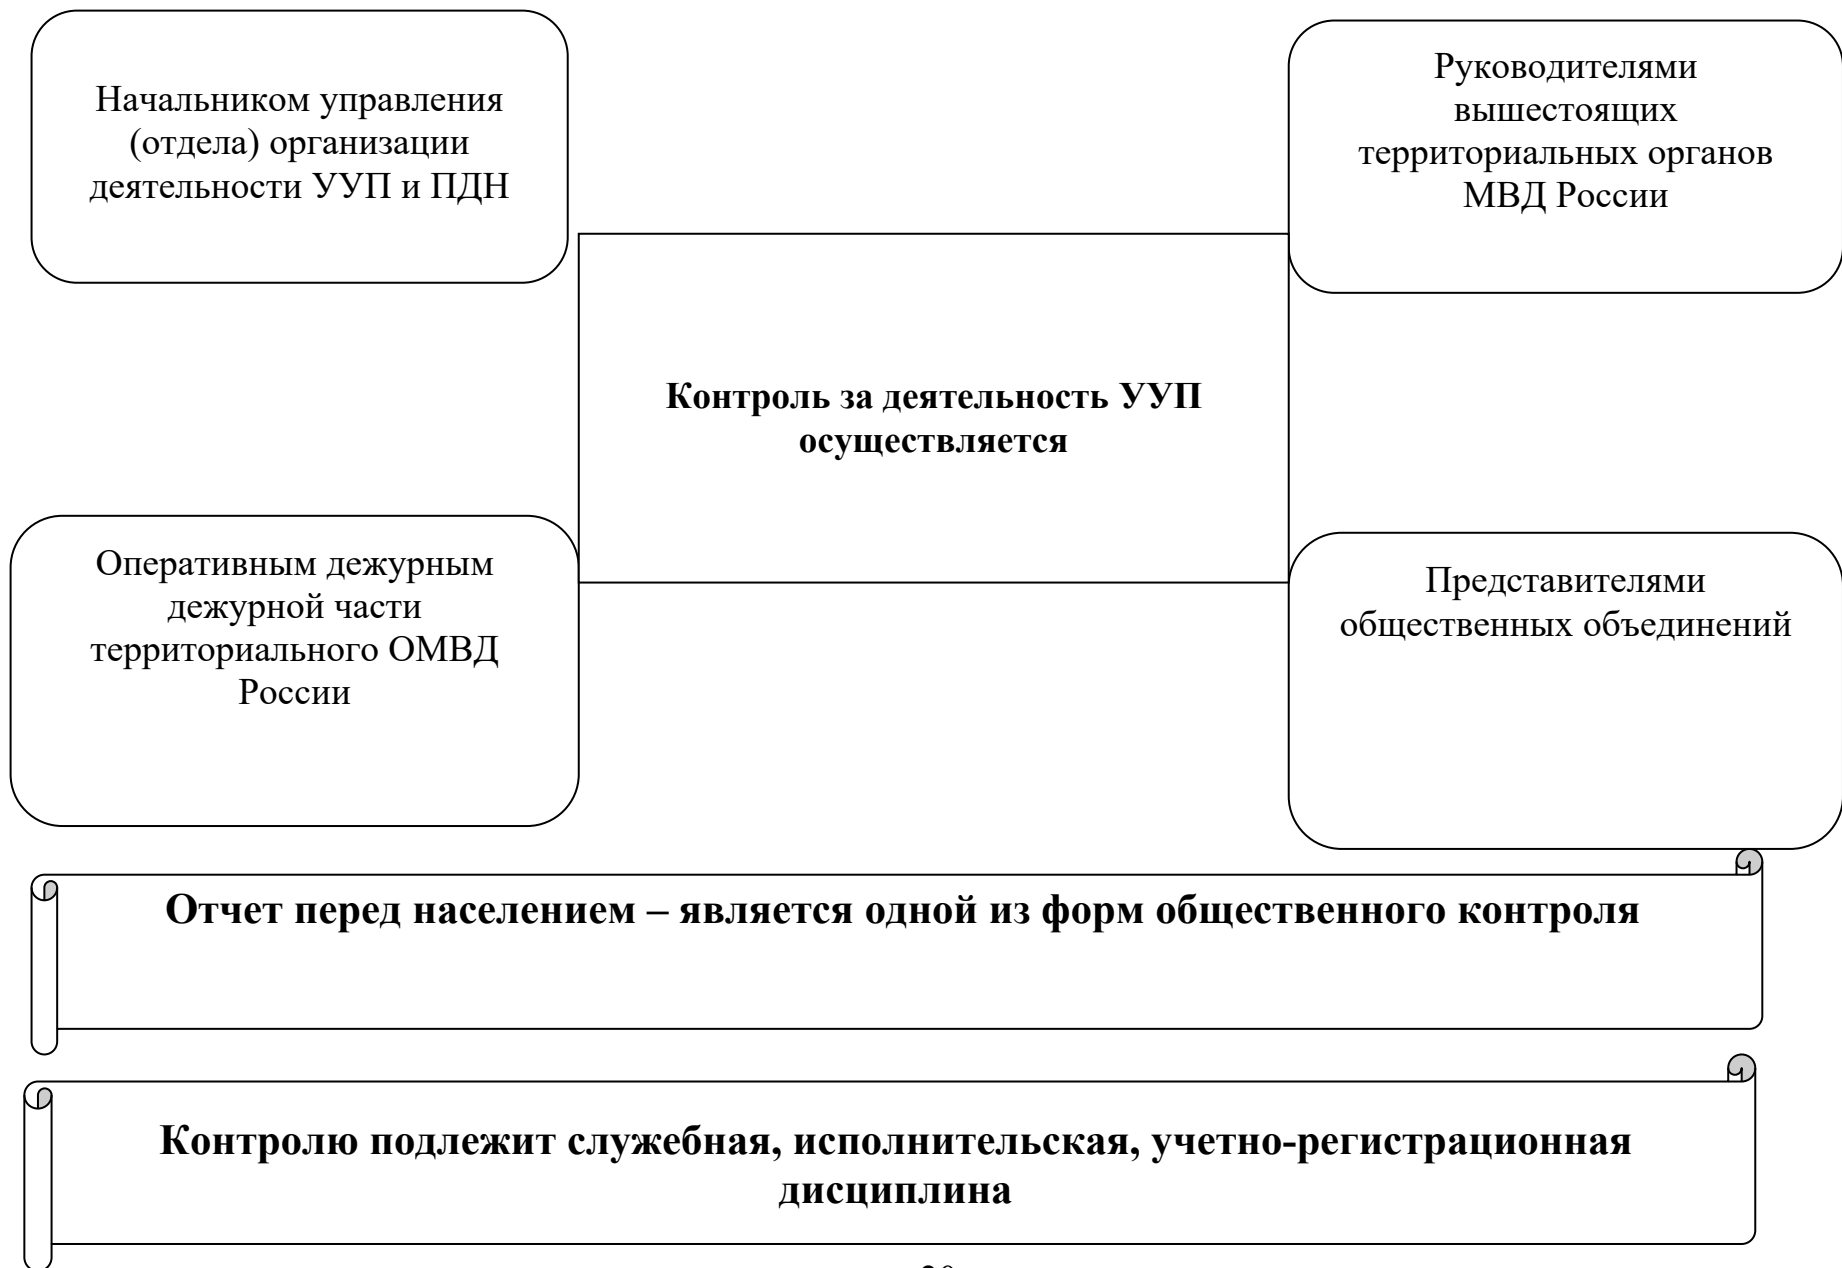 Начальником управления
(отдела) организации
деятельности УУП и ПДН
Руководителями
вышестоящих
территориальных органов
МВД России
Контроль за деятельность УУП
осуществляется
Оперативным дежурным
дежурной части
территориального ОМВД
России
Представителями
общественных объединений
Отчет перед населением – является одной из форм общественного контроля
Контролю подлежит служебная, исполнительская, учетно-регистрационная
дисциплина